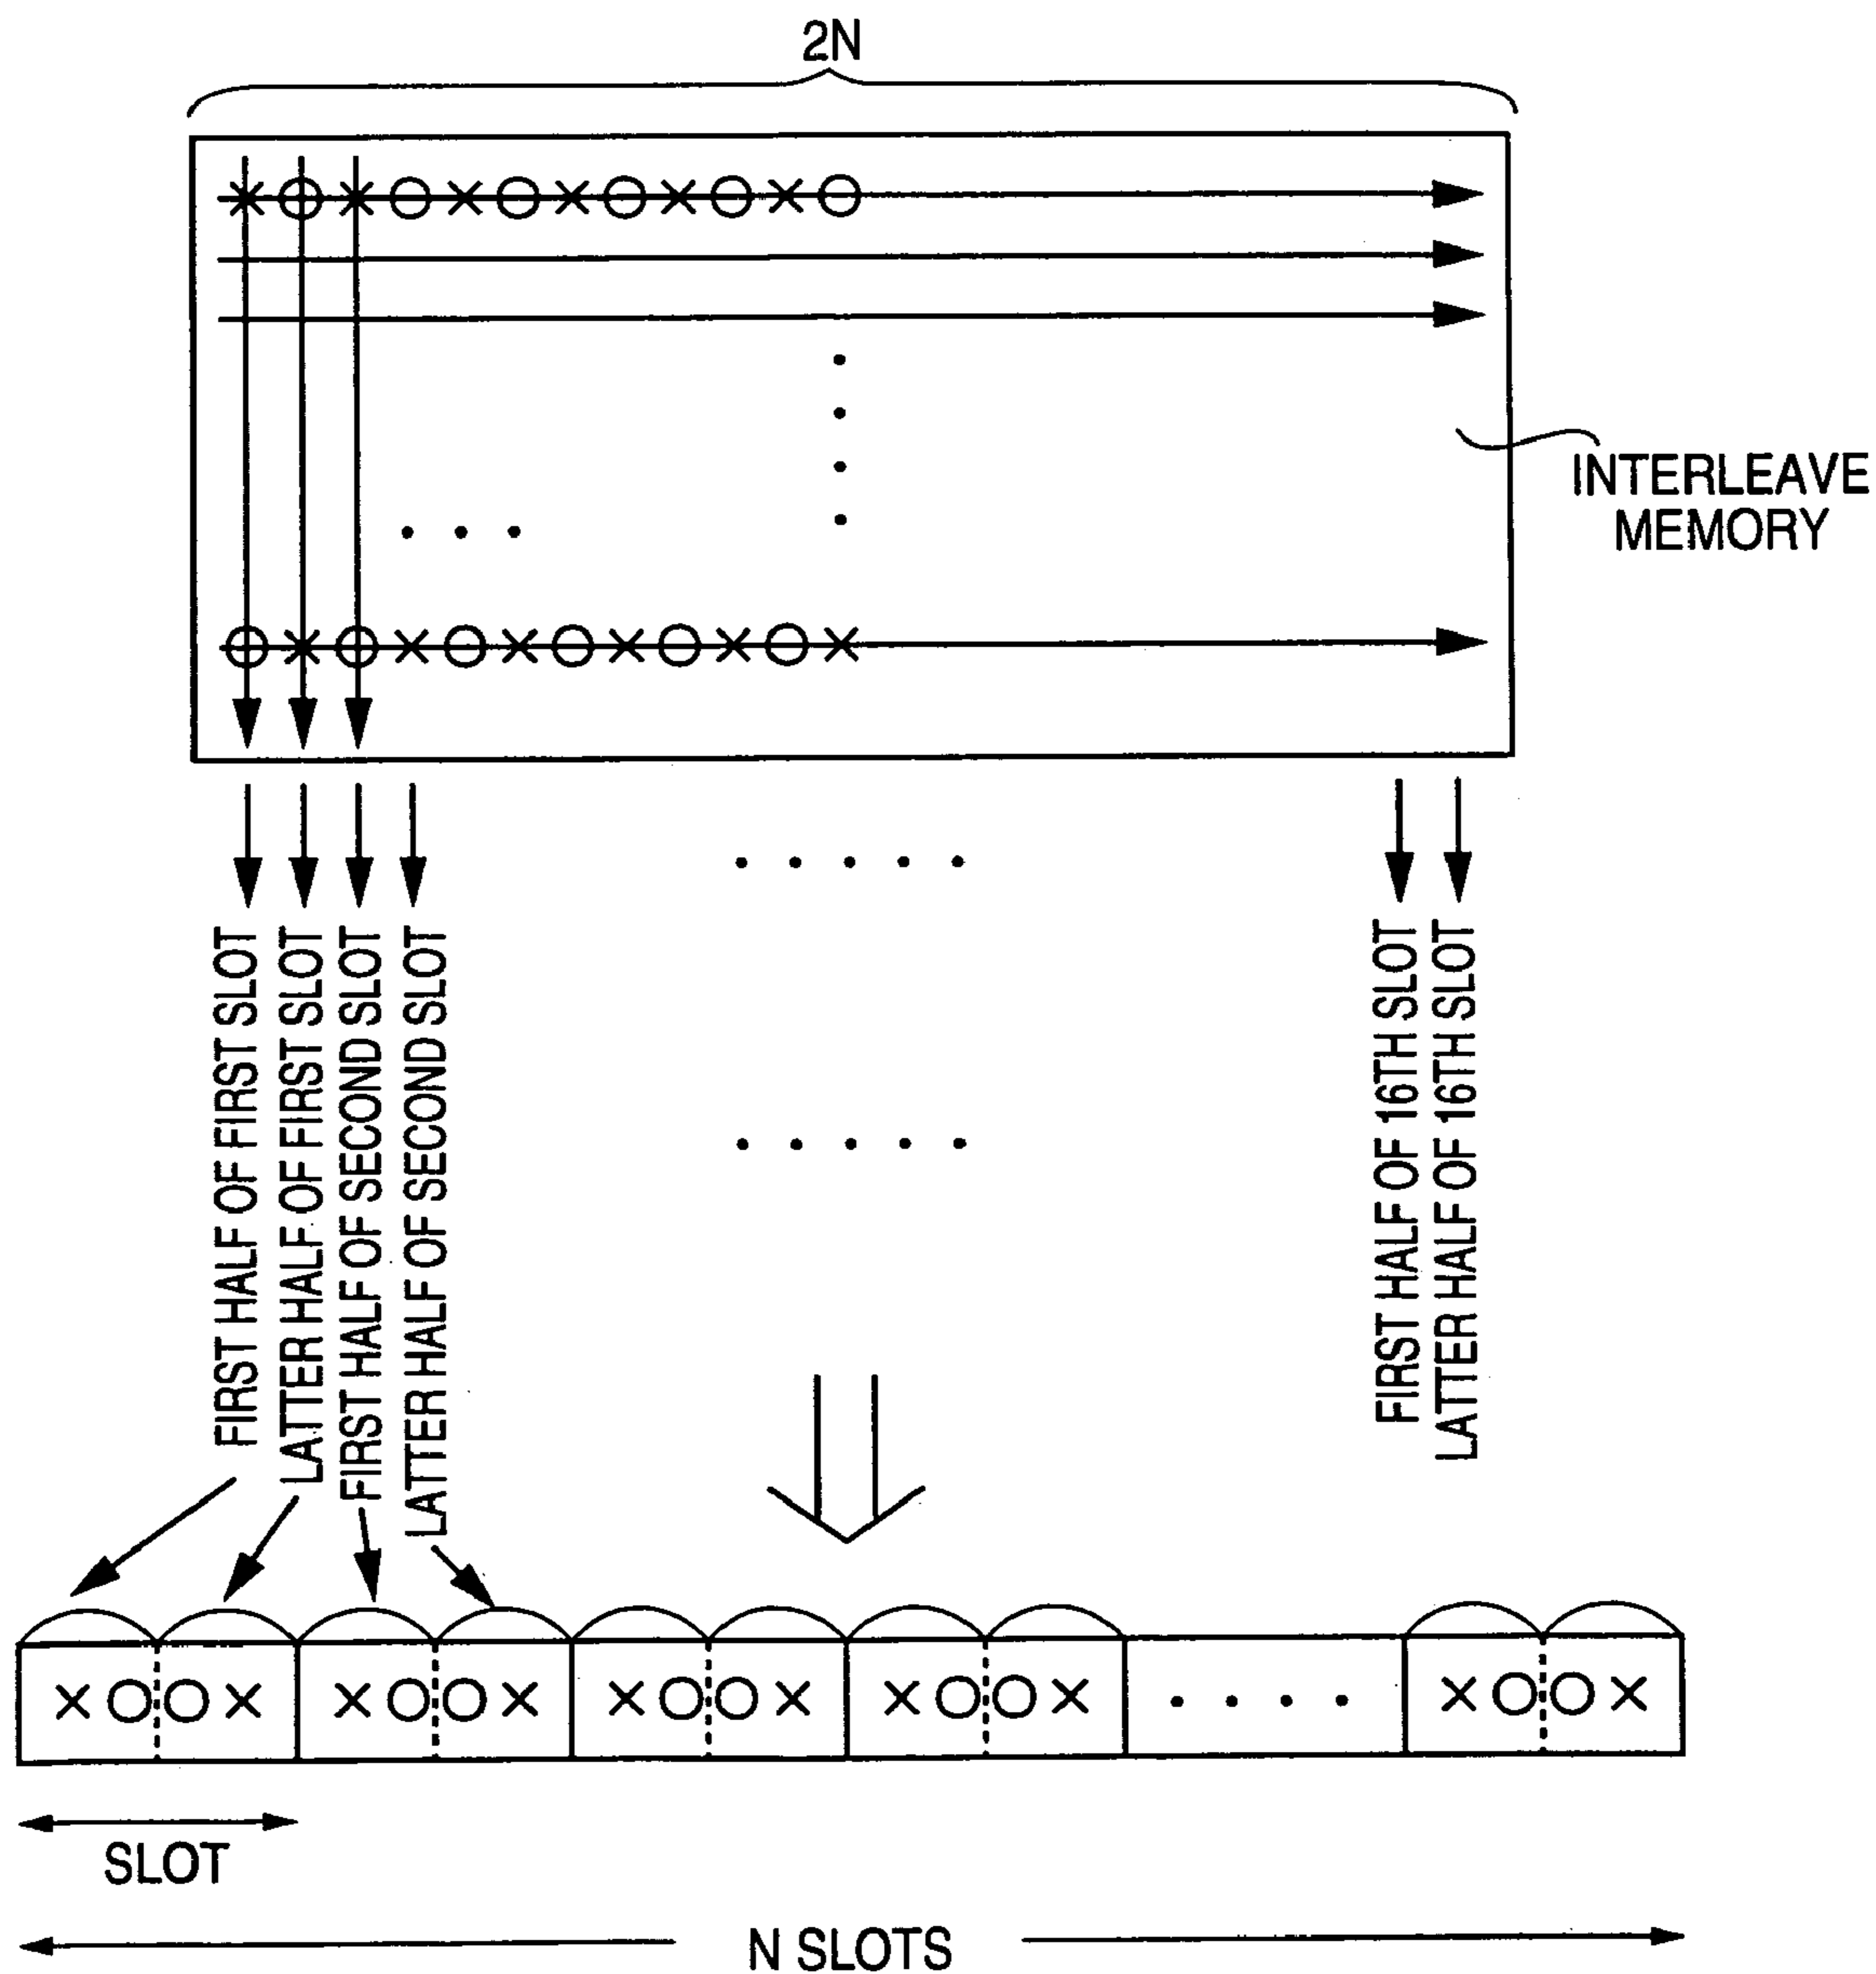 2N
INTERLEAVE
MEMORY
FIRST HALF OF FIRST SLOT
LATTER HALF OF FIRST SLOT
FIRST HALF OF SECOND SLOT
LATTER HALF OF SECOND SLOT
FIRST HALF OF 16TH SLOT
LATTER HALF OF 16TH SLOT
SLOT
N SLOTS